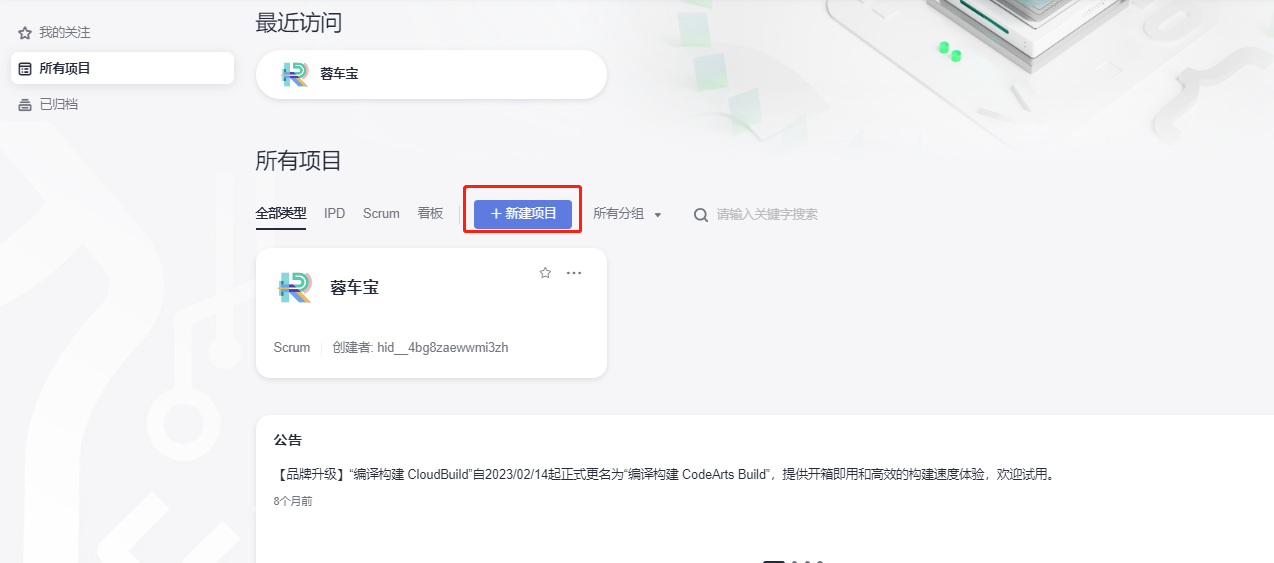 我的关注
所有项目
已归档
最近访问
蓉车宝
所有项目
全部类型 IPD Scrum 看板 + 新建项目 所有分组 请输入关键字搜索
蓉车宝
Scrum 创建者: hid__4bg8zaewwmi3zh
公告
【品牌升级】“编译构建 CloudBuild”自2023/02/14起正式更名为“编译构建 CodeArts Build”，提供开箱即用和高效的构建速度体验，欢迎试用。
8个月前